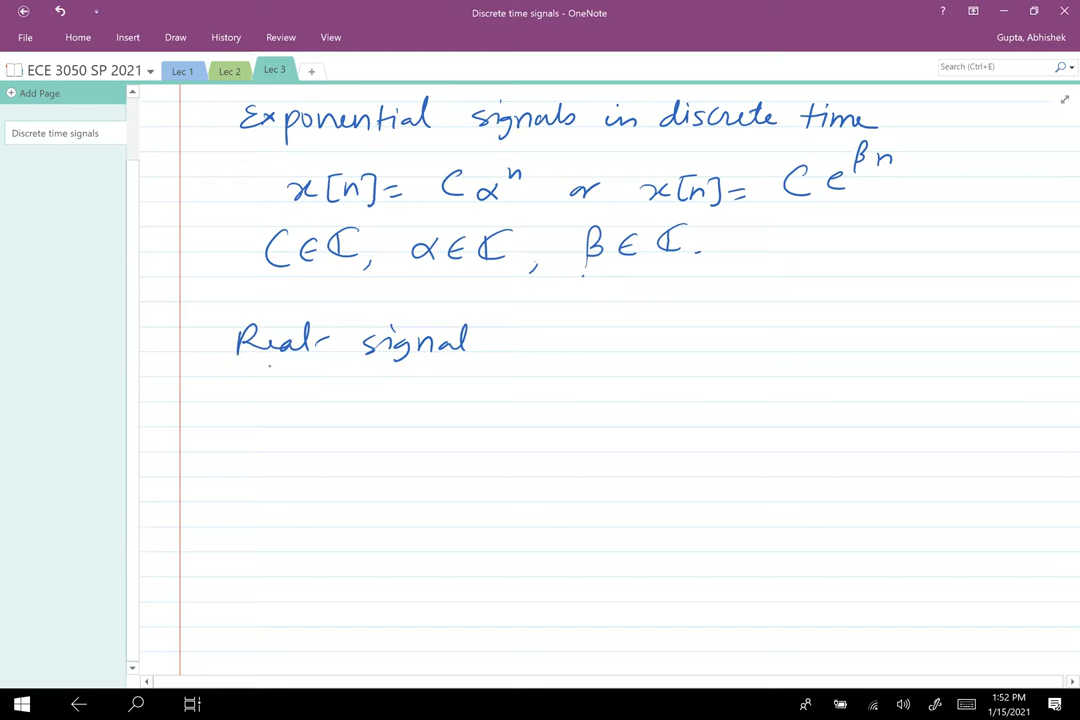 Discrete time signals - OneNote
?
File Home Insert Draw History Review View
Gupta, Abhishek
ECE 3050 SP 2021
Lec 1 Lec 2 Lec 3 +
Search (Ctrl+E)
Add Page
Discrete time signals
Exponential signals in discrete time
x[n]= Cαⁿ or x[n]= C e^{βn}
C∈ℂ, α∈ℂ, β∈ℂ.
Real- signal
1:52 PM
1/15/2021